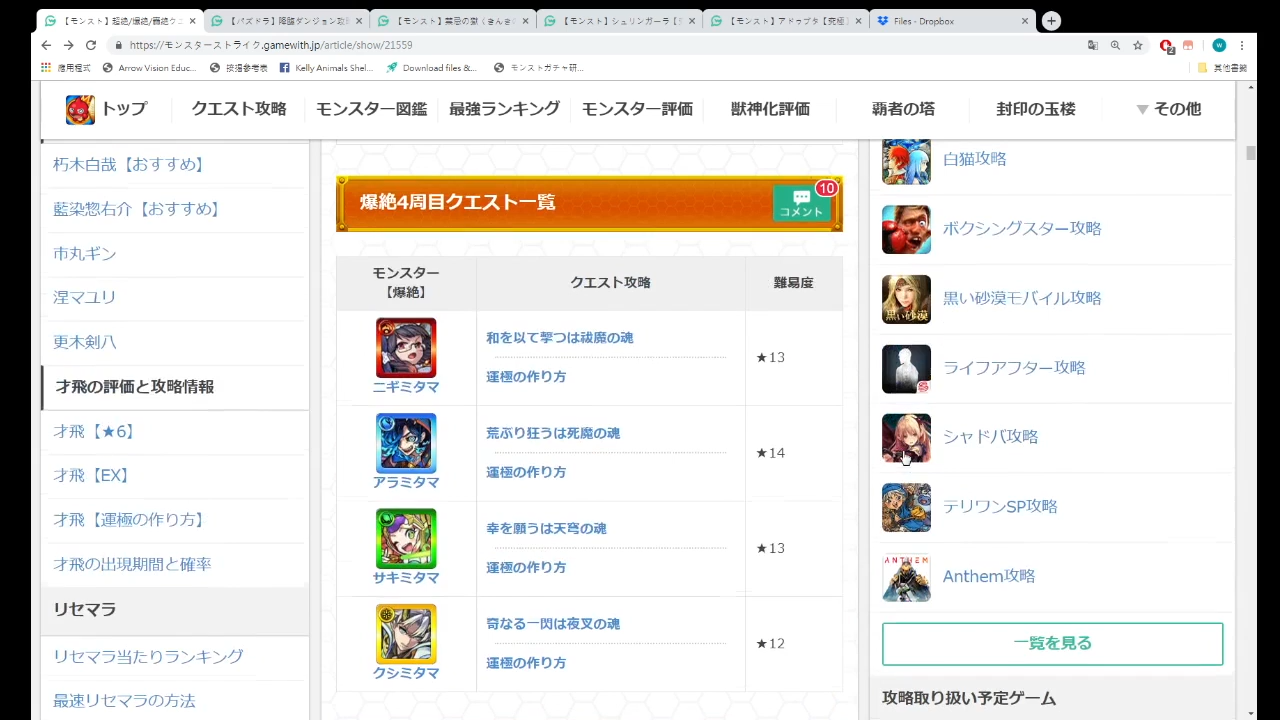 【モンスト】超絶/爆絶/轟絶クエ
【パズドラ】降臨ダンジョン攻
【モンスト】禁忌の獄（きんき
【モンスト】シュリンガーラ【
【モンスト】アドゥブタ【究極】
Files - Dropbox
https://モンスターストライク.gamewith.jp/article/show/21559
應用程式
Arrow Vision Educ...
Kelly Animals Shel...
Download files &...
モンストガチャ研...
其他書籤
トップ
クエスト攻略
モンスター図鑑
最強ランキング
モンスター評価
獣神化評価
覇者の塔
封印の玉楼
その他
朽木白哉【おすすめ】
藍染惣右介【おすすめ】
市丸ギン
涅マユリ
更木剣八
才飛の評価と攻略情報
才飛【★6】
才飛【EX】
才飛【運極の作り方】
才飛の出現期間と確率
リセマラ
リセマラ当たりランキング
最速リセマラの方法
爆絶4周目クエスト一覧
コメント
10
モンスター
【爆絶】
クエスト攻略
難易度
ニギミタマ
和を以て撃つは祓魔の魂
運極の作り方
★13
アラミタマ
荒ぶり狂うは死魔の魂
運極の作り方
★14
サキミタマ
幸を願うは天穹の魂
運極の作り方
★13
クシミタマ
奇なる一閃は夜叉の魂
運極の作り方
★12
白猫攻略
ボクシングスター攻略
黒い砂漠
黒い砂漠モバイル攻略
ライフアフター攻略
シャドバ攻略
テリワンSP攻略
ANTHEM
Anthem攻略
一覧を見る
攻略取り扱い予定ゲーム